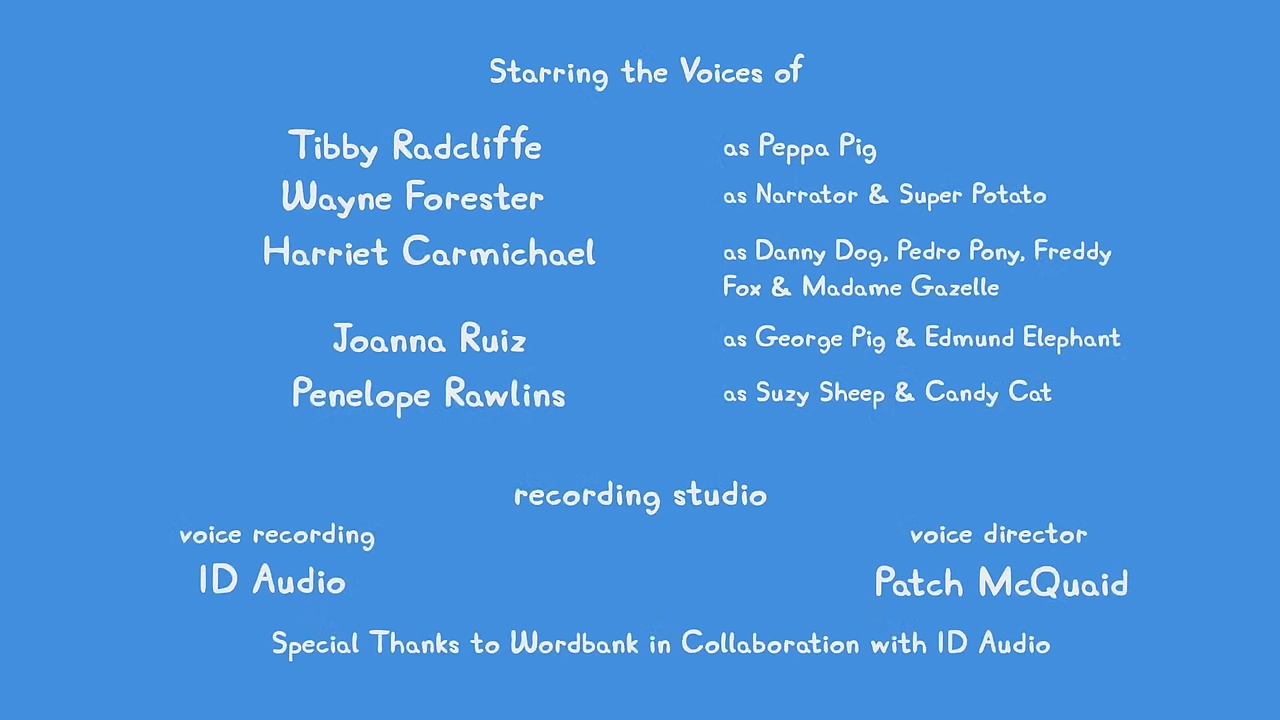 Starring the Voices of
Tibby Radcliffe as Peppa Pig
Wayne Forester as Narrator & Super Potato
Harriet Carmichael as Danny Dog, Pedro Pony, Freddy
Fox & Madame Gazelle
Joanna Ruiz as George Pig & Edmund Elephant
Penelope Rawlins as Suzy Sheep & Candy Cat
recording studio
voice recording voice director
ID Audio Patch McQuaid
Special Thanks to Wordbank in Collaboration with ID Audio